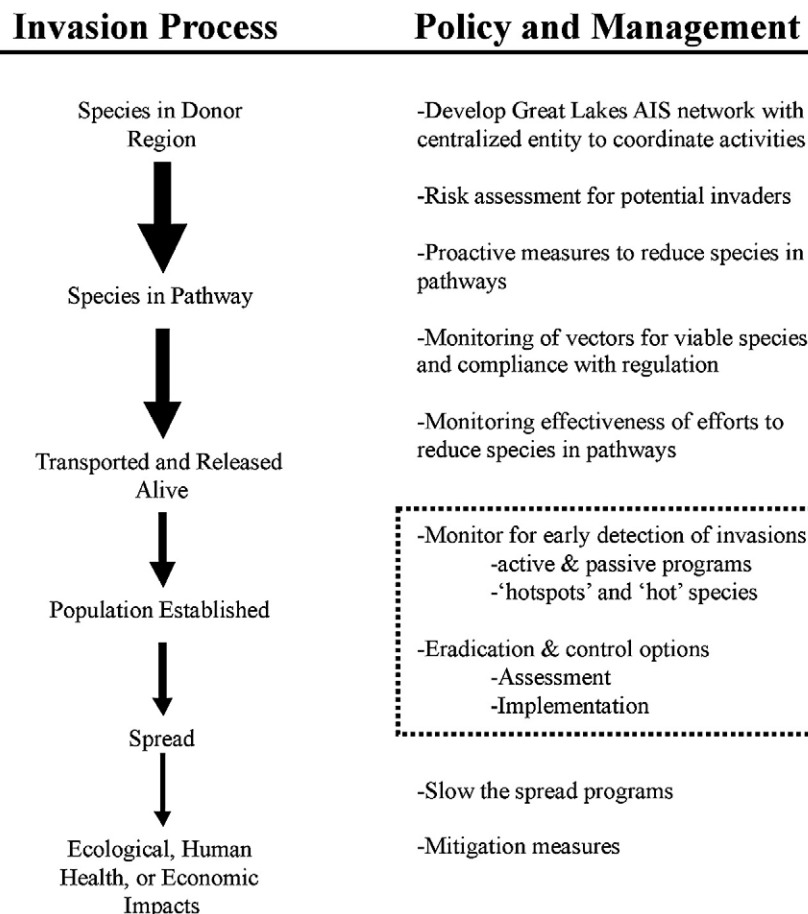 Invasion Process
Policy and Management
Species in Donor
Region
Species in Pathway
Transported and Released
Alive
Population Established
Spread
Ecological, Human
Health, or Economic
Impacts
-Develop Great Lakes AIS network with
centralized entity to coordinate activities
-Risk assessment for potential invaders
-Proactive measures to reduce species in
pathways
-Monitoring of vectors for viable species
and compliance with regulation
-Monitoring effectiveness of efforts to
reduce species in pathways
-Monitor for early detection of invasions
-active & passive programs
-‘hotspots’ and ‘hot’ species
-Eradication & control options
-Assessment
-Implementation
-Slow the spread programs
-Mitigation measures